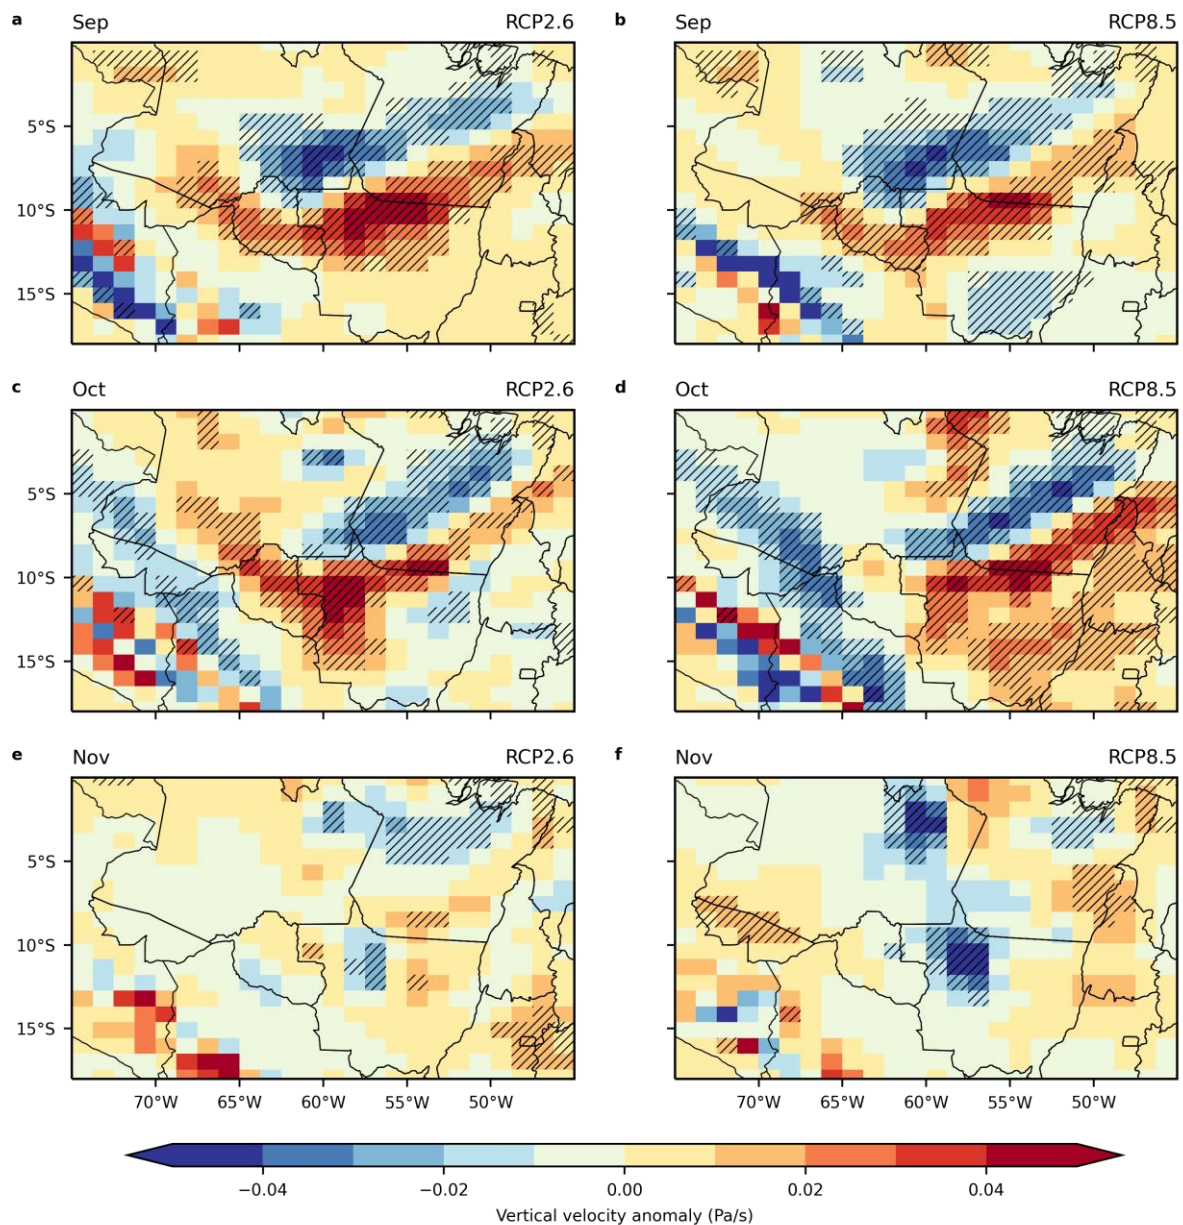 a Sep RCP2.6 b Sep RCP8.5
5°S
10°S
15°S
c Oct RCP2.6 d Oct RCP8.5
5°S
10°S
15°S
e Nov RCP2.6 f Nov RCP8.5
5°S
10°S
15°S
70°W 65°W 60°W 55°W 50°W 70°W 65°W 60°W 55°W 50°W
−0.04 −0.02 0.00 0.02 0.04
Vertical velocity anomaly (Pa/s)